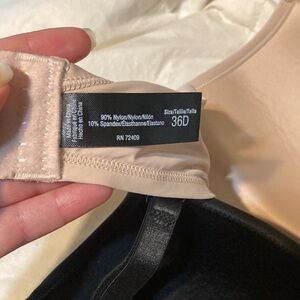 Made in China
Fabriqué en Chine
Hecho en China
90% Nylon/Nylon/Nilón
10% Spandex/Élasthanne/Elastano
RN 72409
Size/Taille/Talla
36D